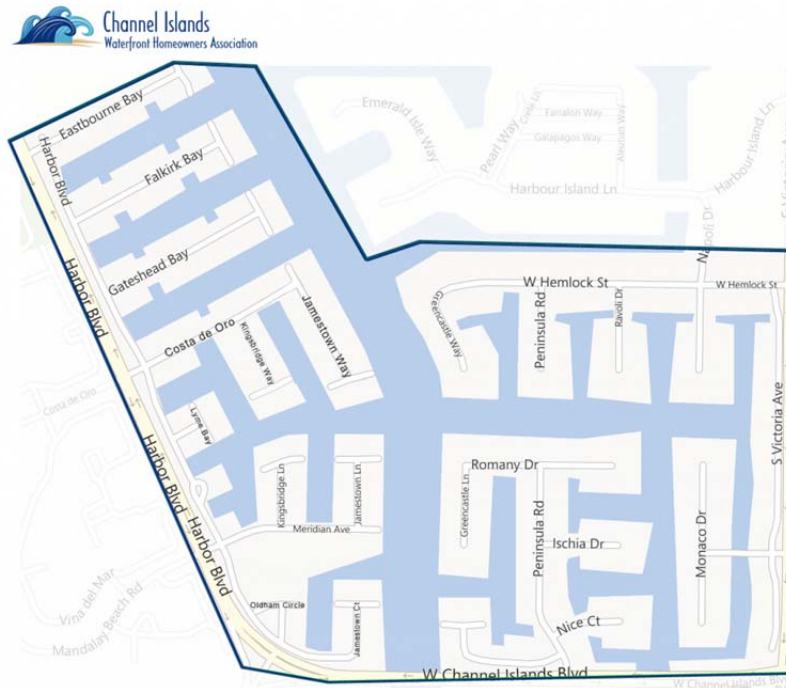 Channel Islands
Waterfront Homeowners Association
Eastbourne Bay
Harbor Blvd
Falkirk Bay
Gateshead Bay
Harbor Blvd
Costa de Oro
Kingsbridge Way
Jamestown Way
Costa de Oro
Lyme Bay
Harbor Blvd
Harbor Blvd
Kingsbridge Ln
Jamestown Ln
Meridian Ave
Vina del Mar
Mandalay Beach Rd
Oldham Circle
Jamestown Ct
Emerald Isle Way
Pearl Way
Farralon Way
Galapagos Way
Aleutian Way
Harbour Island Ln
Harbour Island Ln
Napoli Dr
W Hemlock St
W Hemlock St
Greencastle Way
Peninsula Rd
Ravoli Dr
S Victoria Ave
Romany Dr
Greencastle Ln
Peninsula Rd
Ischia Dr
Monaco Dr
Nice Ct
W Channel Islands Blvd
W Channel Islands Blv